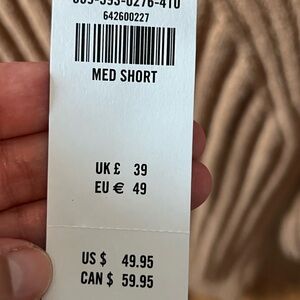 642600227
MED SHORT
UK £ 39
EU € 49
US $ 49.95
CAN $ 59.95